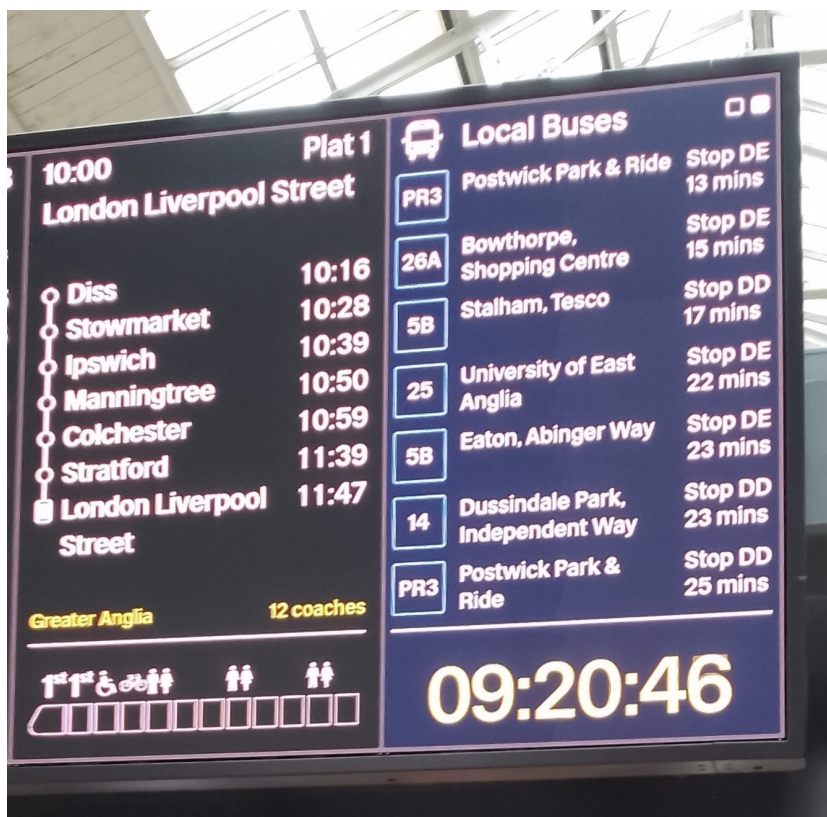 10:00 Plat 1
London Liverpool Street
Diss 10:16
Stowmarket 10:28
Ipswich 10:39
Manningtree 10:50
Colchester 10:59
Stratford 11:39
London Liverpool 11:47
Street
Greater Anglia 12 coaches
1st 1st
Local Buses
PR3 Postwick Park & Ride Stop DE
13 mins
26A Bowthorpe, Stop DE
Shopping Centre 15 mins
5B Stalham, Tesco Stop DD
17 mins
25 University of East Stop DE
Anglia 22 mins
5B Eaton, Abinger Way Stop DE
23 mins
14 Dussindale Park, Stop DD
Independent Way 23 mins
PR3 Postwick Park & Stop DD
Ride 25 mins
09:20:46